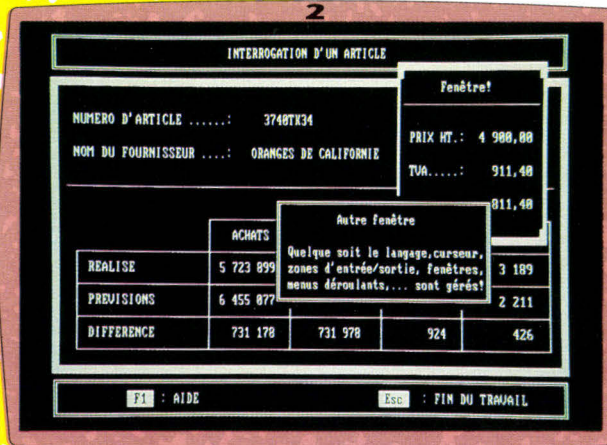 2
INTERROGATION D'UN ARTICLE
Fenêtre!
NUMERO D'ARTICLE ......: 3740TX34
PRIX HT.: 4 900,00
NOM DU FOURNISSEUR ....: ORANGES DE CALIFORNIE
TVA.....: 911,40
811,40
Autre fenêtre
ACHATS
Quelque soit le langage,curseur,
REALISE 5 723 899 zones d'entrée/sortie, fenêtres, 3 189
menus déroulants,... sont gérés!
PREVISIONS 6 455 077 2 211
DIFFERENCE 731 178 731 978 924 426
F1 : AIDE Esc : FIN DU TRAVAIL